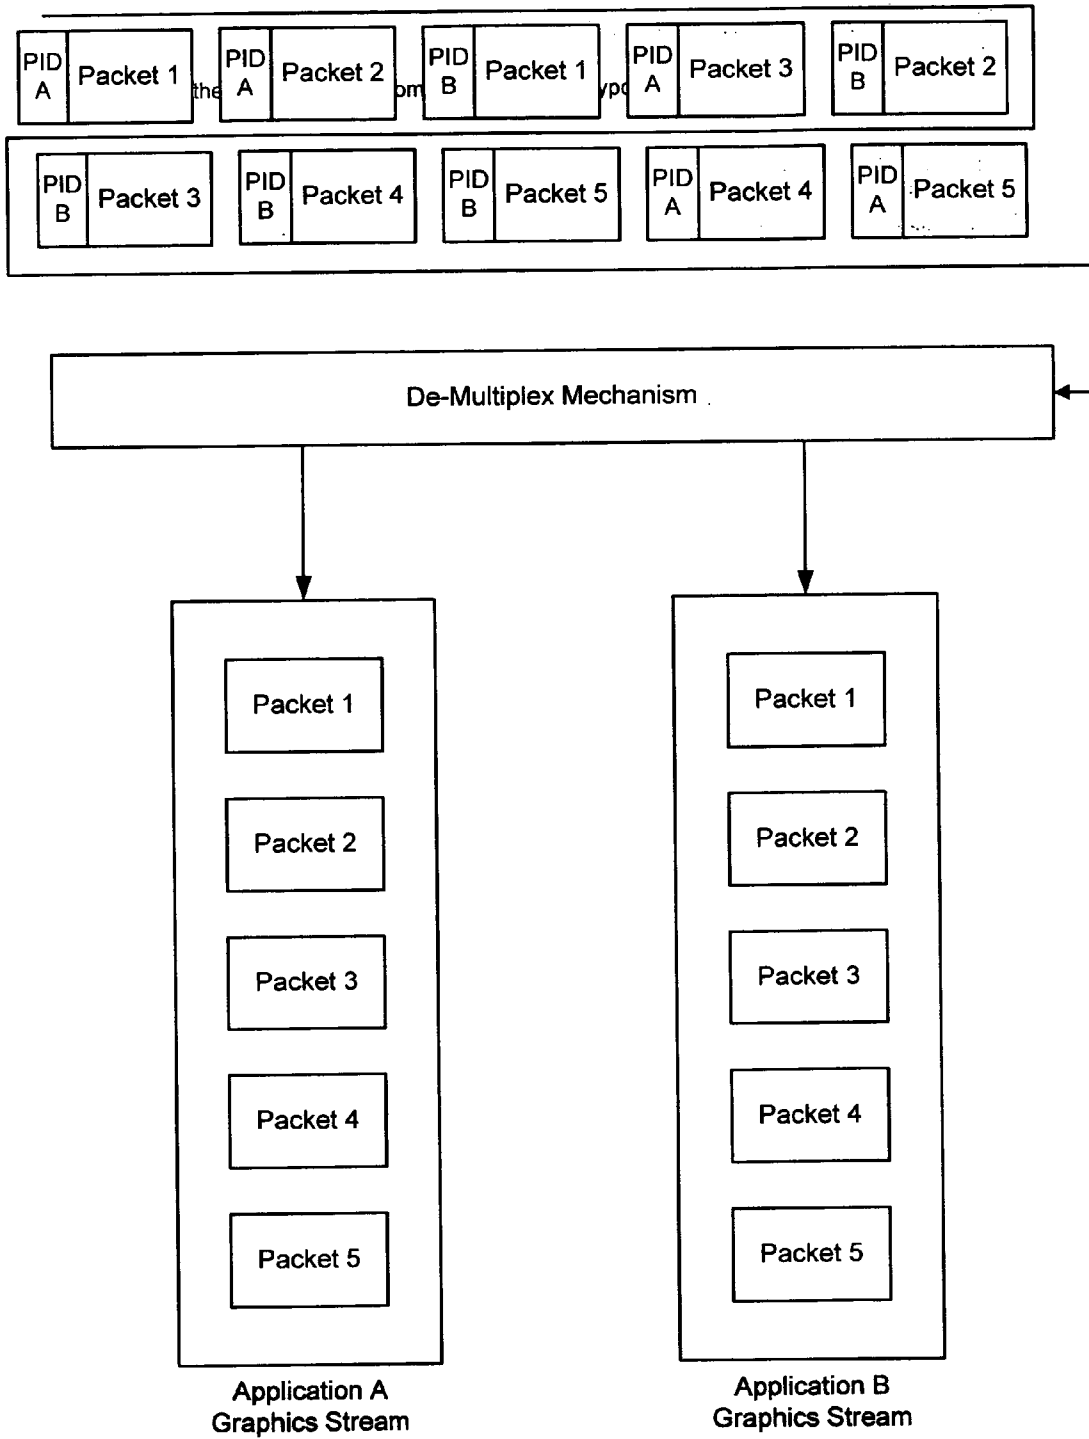 PID A Packet 1
PID A Packet 2
PID B Packet 1
PID A Packet 3
PID B Packet 2
the
om
ypo
PID B Packet 3
PID B Packet 4
PID B Packet 5
PID A Packet 4
PID A Packet 5
De-Multiplex Mechanism
Packet 1
Packet 2
Packet 3
Packet 4
Packet 5
Application A
Graphics Stream
Packet 1
Packet 2
Packet 3
Packet 4
Packet 5
Application B
Graphics Stream